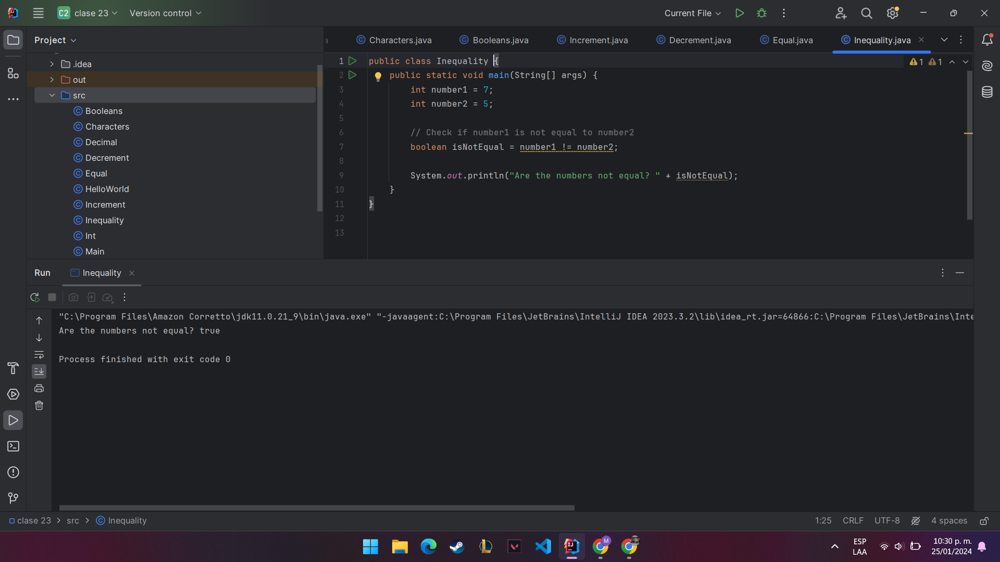 C2 clase 23 Version control Current File
Project
Characters.java Booleans.java Increment.java Decrement.java Equal.java Inequality.java
.idea
out
src
Booleans
Characters
Decimal
Decrement
Equal
HelloWorld
Increment
Inequality
Int
Main
1 public class Inequality {
2 public static void main(String[] args) {
3 int number1 = 7;
4 int number2 = 5;
5
6 // Check if number1 is not equal to number2
7 boolean isNotEqual = number1 != number2;
8
9 System.out.println("Are the numbers not equal? " + isNotEqual);
10 }
11 }
12
13
1 1
Run Inequality
"C:\Program Files\Amazon Corretto\jdk11.0.21_9\bin\java.exe" "-javaagent:C:\Program Files\JetBrains\IntelliJ IDEA 2023.3.2\lib\idea_rt.jar=64866:C:\Program Files\JetBrains\Inte
Are the numbers not equal? true
Process finished with exit code 0
clase 23 src Inequality 1:25 CRLF UTF-8 4 spaces
ESP
LAA
10:30 p. m.
25/01/2024